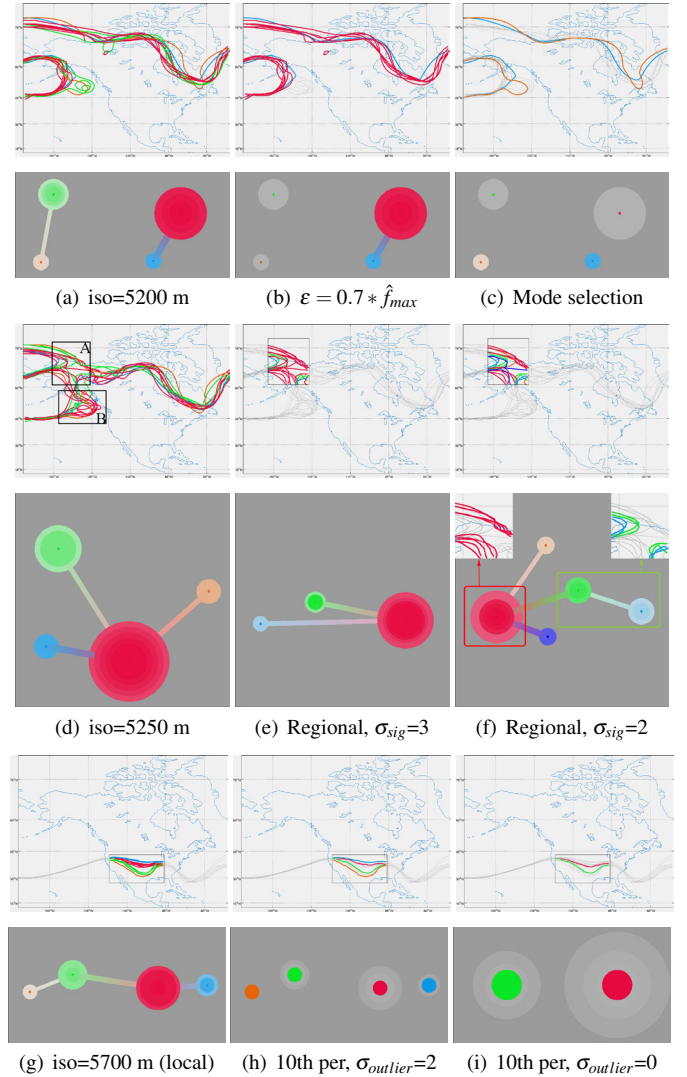 (a) iso=5200 m
(b) ε = 0.7 * f̂max
(c) Mode selection
A
B
(d) iso=5250 m
(e) Regional, σsig=3
(f) Regional, σsig=2
(g) iso=5700 m (local)
(h) 10th per, σoutlier=2
(i) 10th per, σoutlier=0